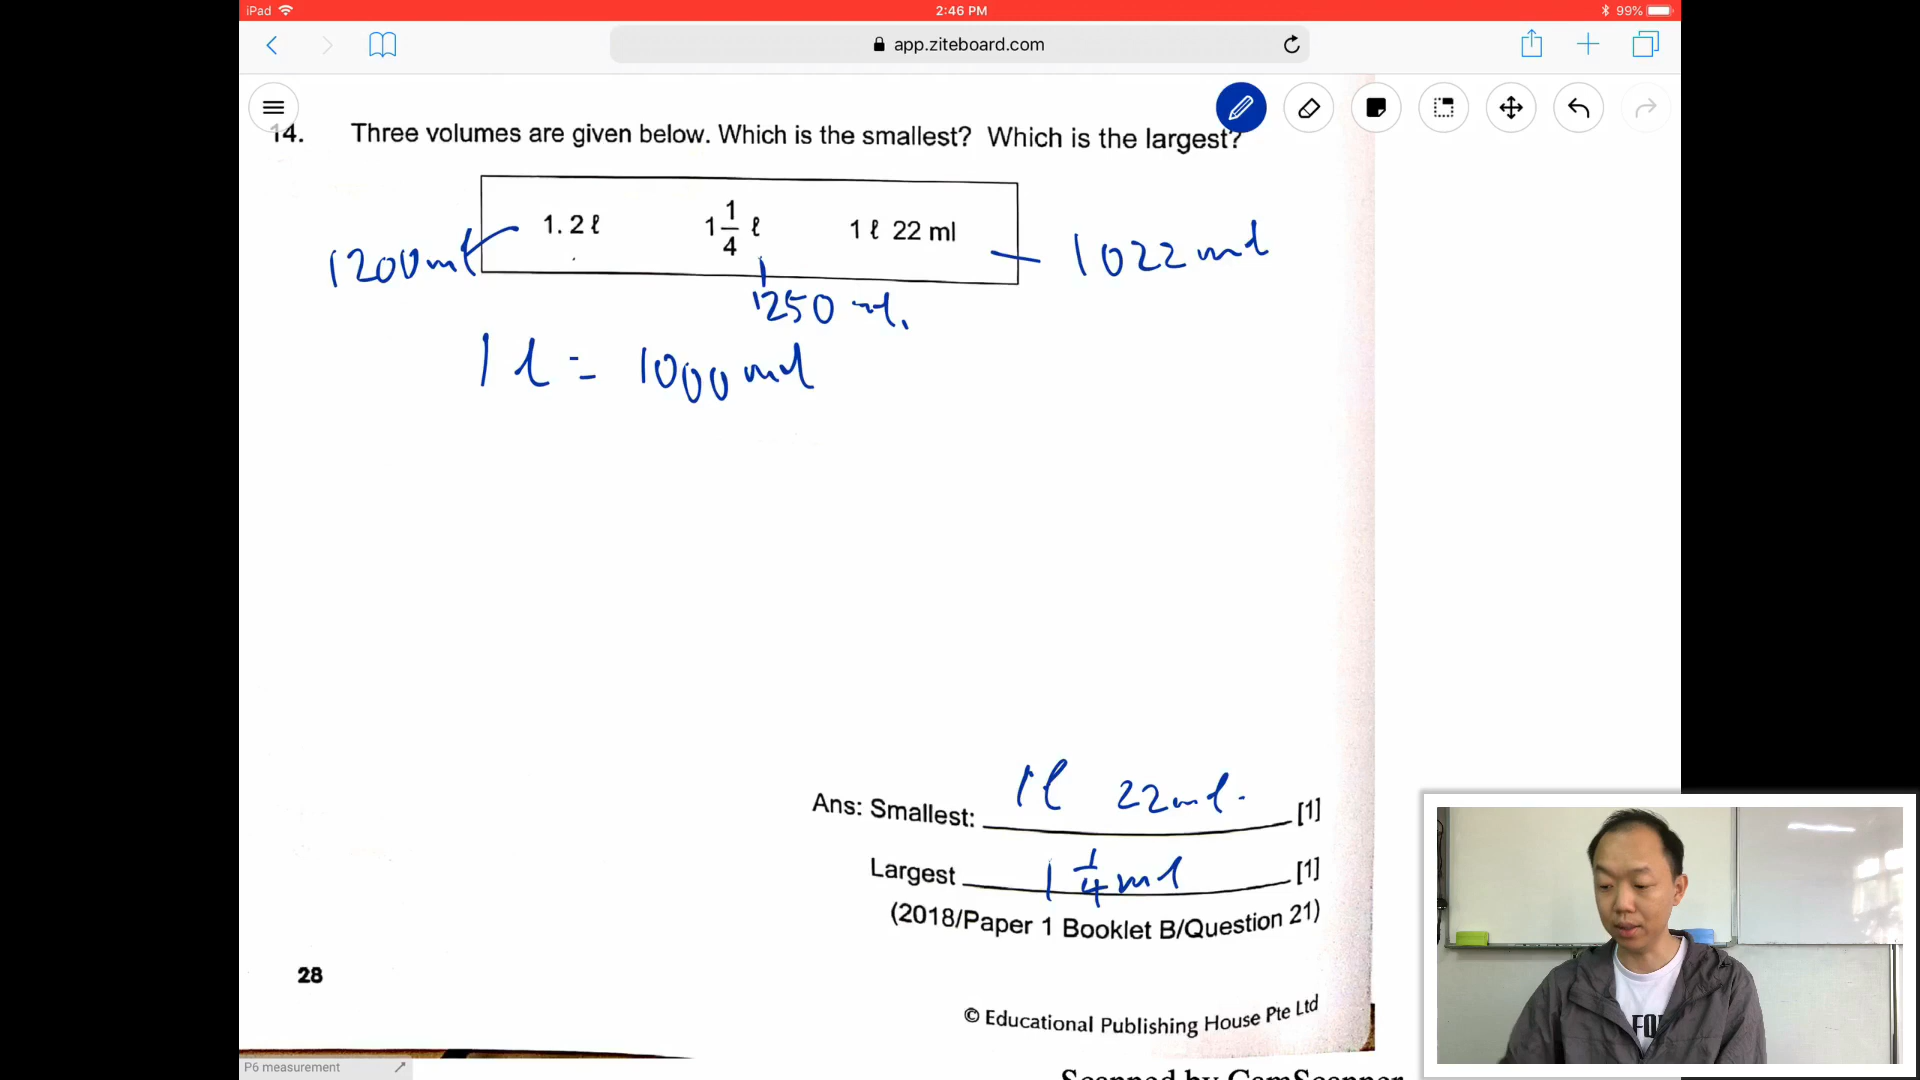 iPad 2:46 PM 99%
app.ziteboard.com
14. Three volumes are given below. Which is the smallest? Which is the largest?
1.2 ℓ 1 1/4 ℓ 1 ℓ 22 ml
1200ml 1022 ml
1250 ml.
1 l = 1000 ml
Ans: Smallest: 1l 22ml. [1]
Largest 1 1/4 ml [1]
(2018/Paper 1 Booklet B/Question 21)
28
© Educational Publishing House Pte Ltd
P6 measurement
Scanned by CamScanner